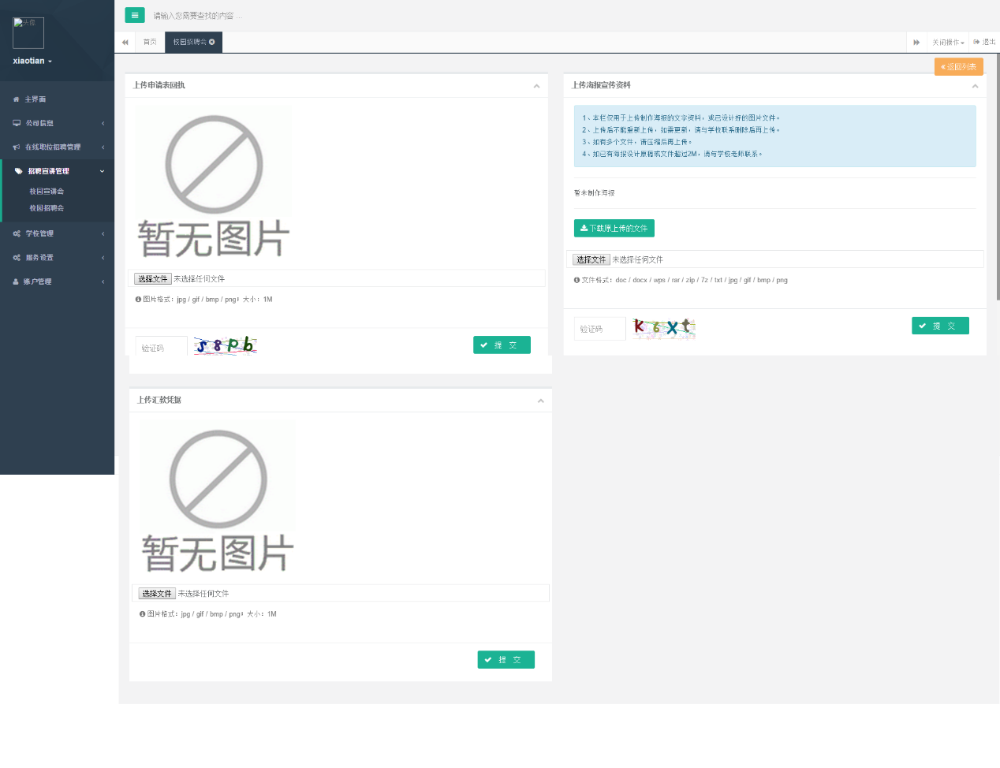 头像
xiaotian
主界面
公司信息
在线职位招聘管理
招聘宣讲管理
校园宣讲会
校园招聘会
学校管理
服务设置
账户管理
请输入您需要查找的内容 …
首页
校园招聘会
关闭操作
退出
返回列表
上传申请表回执
暂无图片
选择文件 未选择任何文件
图片格式：jpg / gif / bmp / png！大小：1M
验证码
s8pb
提 交
上传海报宣传资料
1、本栏仅用于上传制作海报的文字资料，或已设计好的图片文件。
2、上传后不能重新上传，如需更新，请与学校联系删除后再上传。
3、如有多个文件，请压缩后再上传。
4、如已有海报设计原稿或文件超过2M，请与学校老师联系。
暂未制作海报
下载原上传的文件
选择文件 未选择任何文件
文件格式：doc / docx / wps / rar / zip / 7z / txt / jpg / gif / bmp / png
验证码
K6Xt
提 交
上传汇款凭据
暂无图片
选择文件 未选择任何文件
图片格式：jpg / gif / bmp / png！大小：1M
提 交